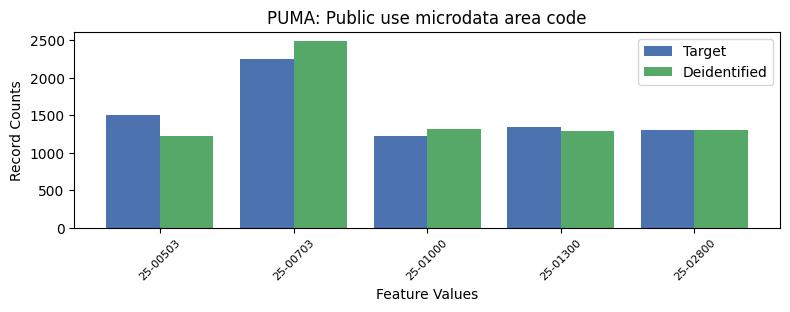 PUMA: Public use microdata area code
2500
2000
1500
1000
500
0
Record Counts
Target
Deidentified
25-00503
25-00703
25-01000
25-01300
25-02800
Feature Values